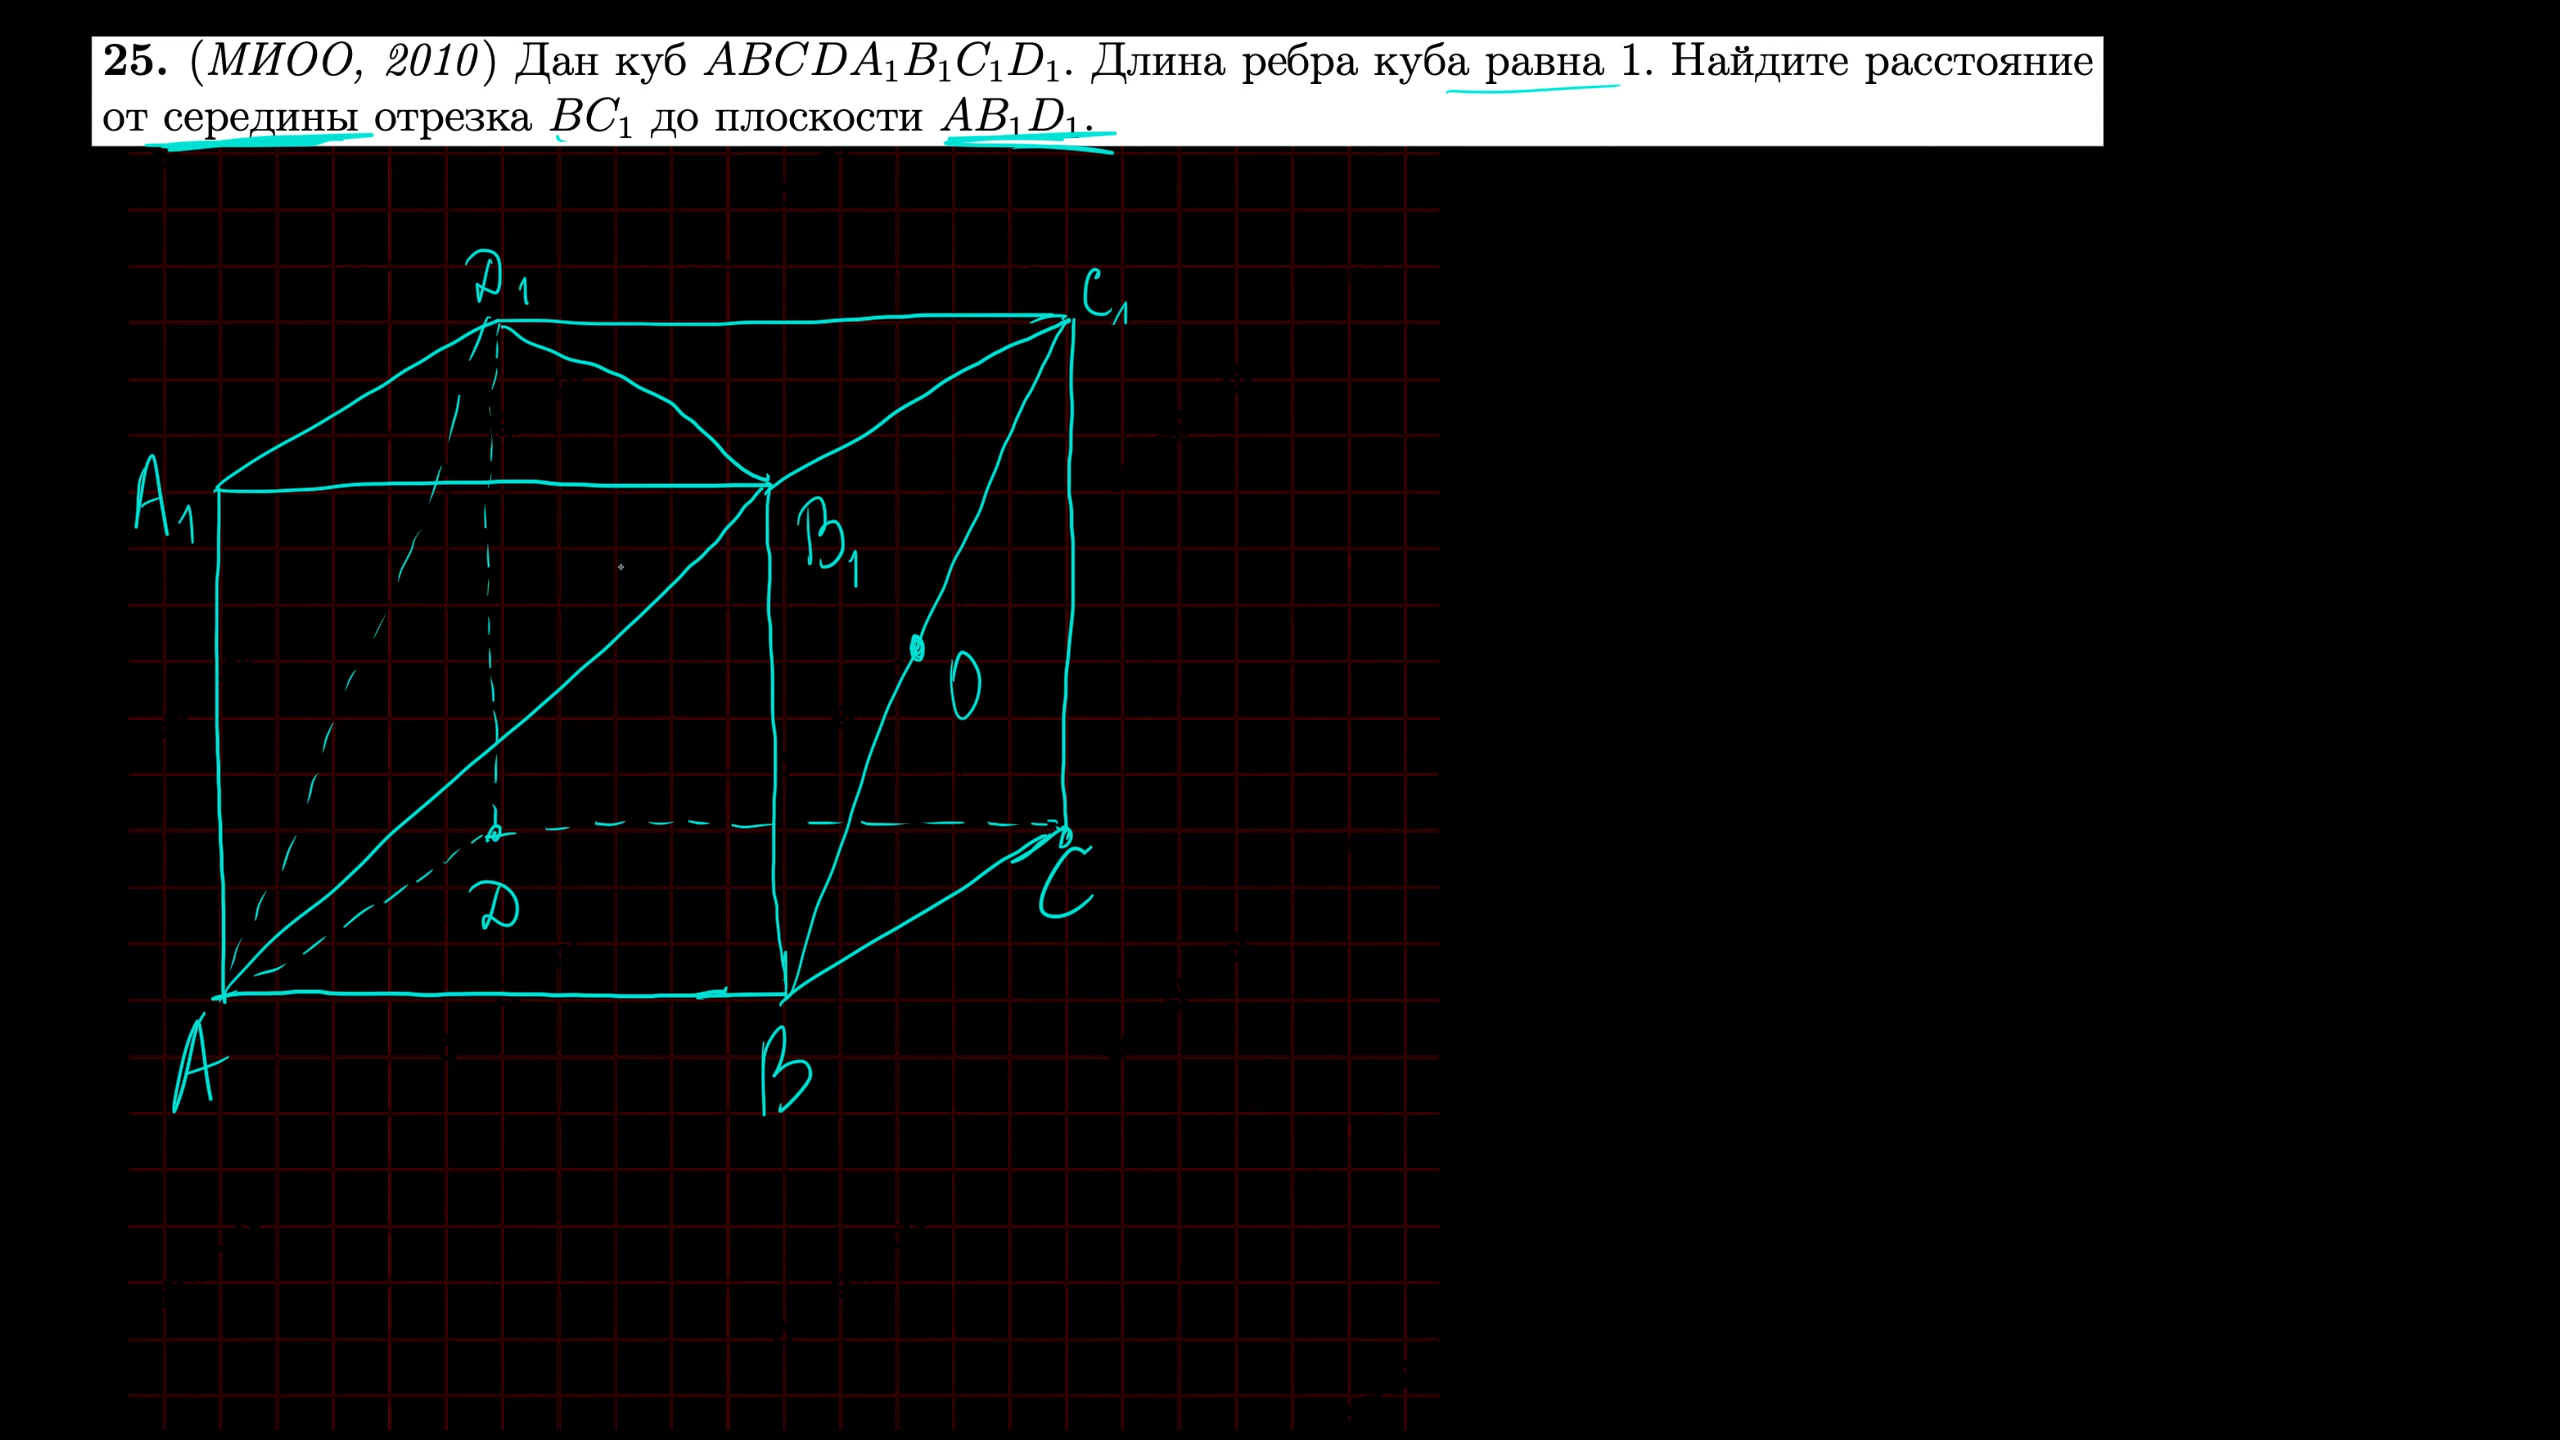 25. (МИОО, 2010) Дан куб ABCDA₁B₁C₁D₁. Длина ребра куба равна 1. Найдите расстояние
от середины отрезка BC₁ до плоскости AB₁D₁.
D₁
C₁
A₁
B₁
O
D
C
A
B